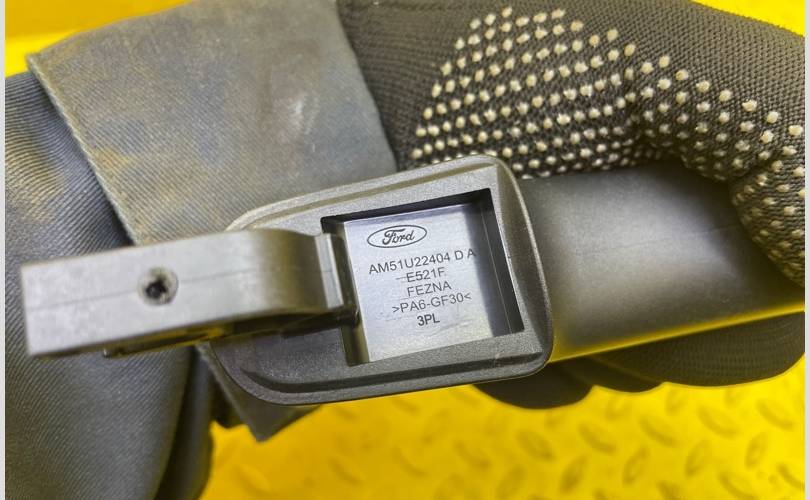 Ford
AM51U22404 D A
E521F
FEZNA
>PA6-GF30<
3PL